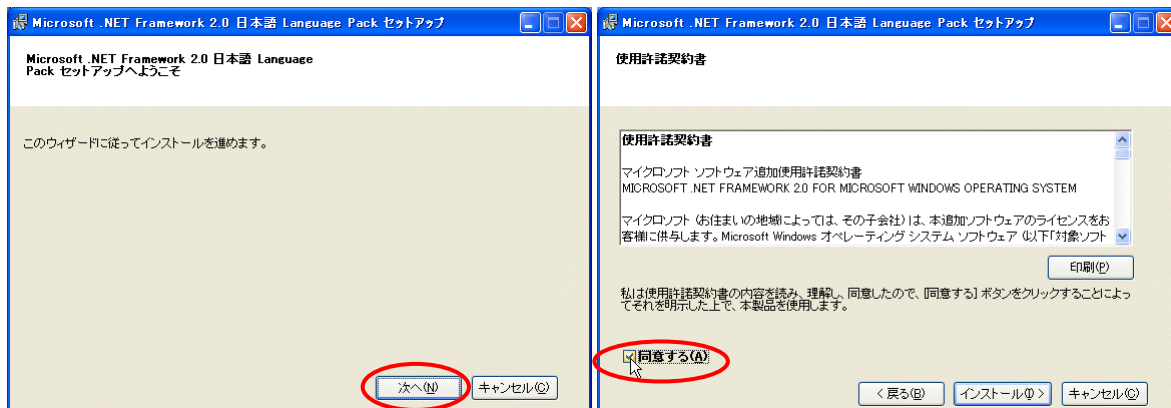 Microsoft .NET Framework 2.0 日本語 Language Pack セットアップ
Microsoft .NET Framework 2.0 日本語 Language
Pack セットアップへようこそ
このウィザードに従ってインストールを進めます。
次へ(N)
キャンセル(C)
Microsoft .NET Framework 2.0 日本語 Language Pack セットアップ
使用許諾契約書
使用許諾契約書
マイクロソフト ソフトウェア追加使用許諾契約書
MICROSOFT .NET FRAMEWORK 2.0 FOR MICROSOFT WINDOWS OPERATING SYSTEM
マイクロソフト (お住まいの地域によっては、その子会社) は、本追加ソフトウェアのライセンスをお
客様に供与します。Microsoft Windows オペレーティング システム ソフトウェア (以下「対象ソフト
印刷(P)
私は使用許諾契約書の内容を読み、理解し、同意したので、[同意する] ボタンをクリックすることによっ
てそれを明示した上で、本製品を使用します。
同意する(A)
< 戻る(B)
インストール(I) >
キャンセル(C)